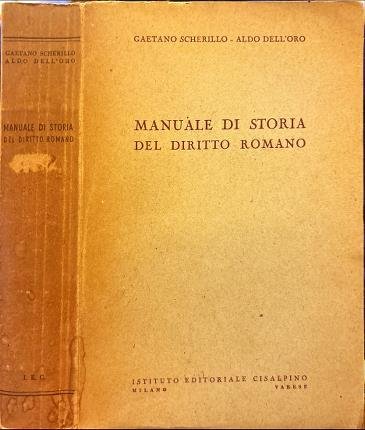 GAETANO SCHERILLO
ALDO DELL'ORO
MANUALE DI STORIA
DEL DIRITTO ROMANO
I. E. C.
GAETANO SCHERILLO - ALDO DELL'ORO
MANUALE DI STORIA
DEL DIRITTO ROMANO
ISTITUTO EDITORIALE CISALPINO
MILANO VARESE